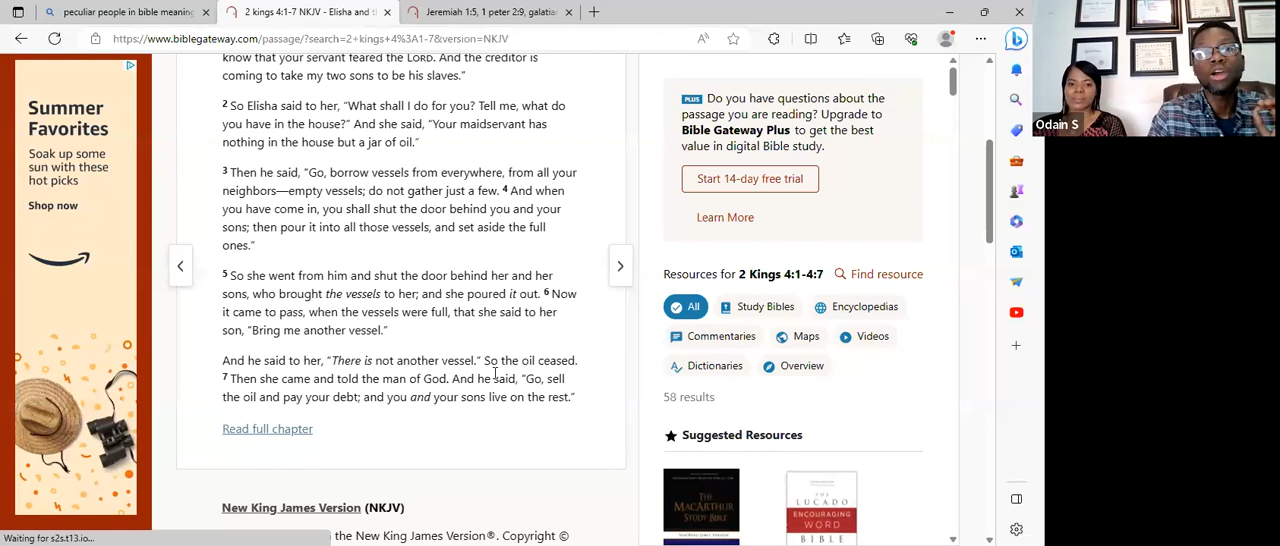 peculiar people in bible meaning
2 kings 4:1-7 NKJV - Elisha and th
Jeremiah 1:5, 1 peter 2:9, galatian
https://www.biblegateway.com/passage/?search=2+kings+4%3A1-7&version=NKJV
Summer
Favorites
Soak up some
sun with these
hot picks
Shop now
know that your servant feared the LORD. And the creditor is
coming to take my two sons to be his slaves.”
2 So Elisha said to her, “What shall I do for you? Tell me, what do
you have in the house?” And she said, “Your maidservant has
nothing in the house but a jar of oil.”
3 Then he said, “Go, borrow vessels from everywhere, from all your
neighbors—empty vessels; do not gather just a few. 4 And when
you have come in, you shall shut the door behind you and your
sons; then pour it into all those vessels, and set aside the full
ones.”
5 So she went from him and shut the door behind her and her
sons, who brought the vessels to her; and she poured it out. 6 Now
it came to pass, when the vessels were full, that she said to her
son, “Bring me another vessel.”
And he said to her, “There is not another vessel.” So the oil ceased.
7 Then she came and told the man of God. And he said, “Go, sell
the oil and pay your debt; and you and your sons live on the rest.”
Read full chapter
New King James Version (NKJV)
the New King James Version®. Copyright ©
PLUS Do you have questions about the
passage you are reading? Upgrade to
Bible Gateway Plus to get the best
value in digital Bible study.
Start 14-day free trial
Learn More
Resources for 2 Kings 4:1-4:7
Find resource
All
Study Bibles
Encyclopedias
Commentaries
Maps
Videos
Dictionaries
Overview
58 results
Suggested Resources
THE
MACARTHUR
STUDY BIBLE
THE
LUCADO
ENCOURAGING
WORD
BIBLE
Waiting for s2s.t13.io...
Odain S